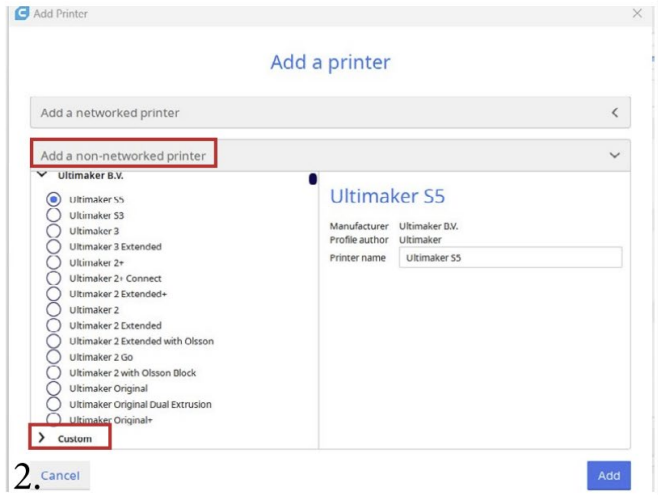 Add Printer
Add a printer
Add a networked printer
Add a non-networked printer
Ultimaker B.V.
Ultimaker S5
Ultimaker S3
Ultimaker 3
Ultimaker 3 Extended
Ultimaker 2+
Ultimaker 2+ Connect
Ultimaker 2 Extended+
Ultimaker 2
Ultimaker 2 Extended
Ultimaker 2 Extended with Olsson
Ultimaker 2 Go
Ultimaker 2 with Olsson Block
Ultimaker Original
Ultimaker Original Dual Extrusion
Ultimaker Original+
Custom
Ultimaker S5
Manufacturer Ultimaker B.V.
Profile author Ultimaker
Printer name Ultimaker S5
2. Cancel
Add